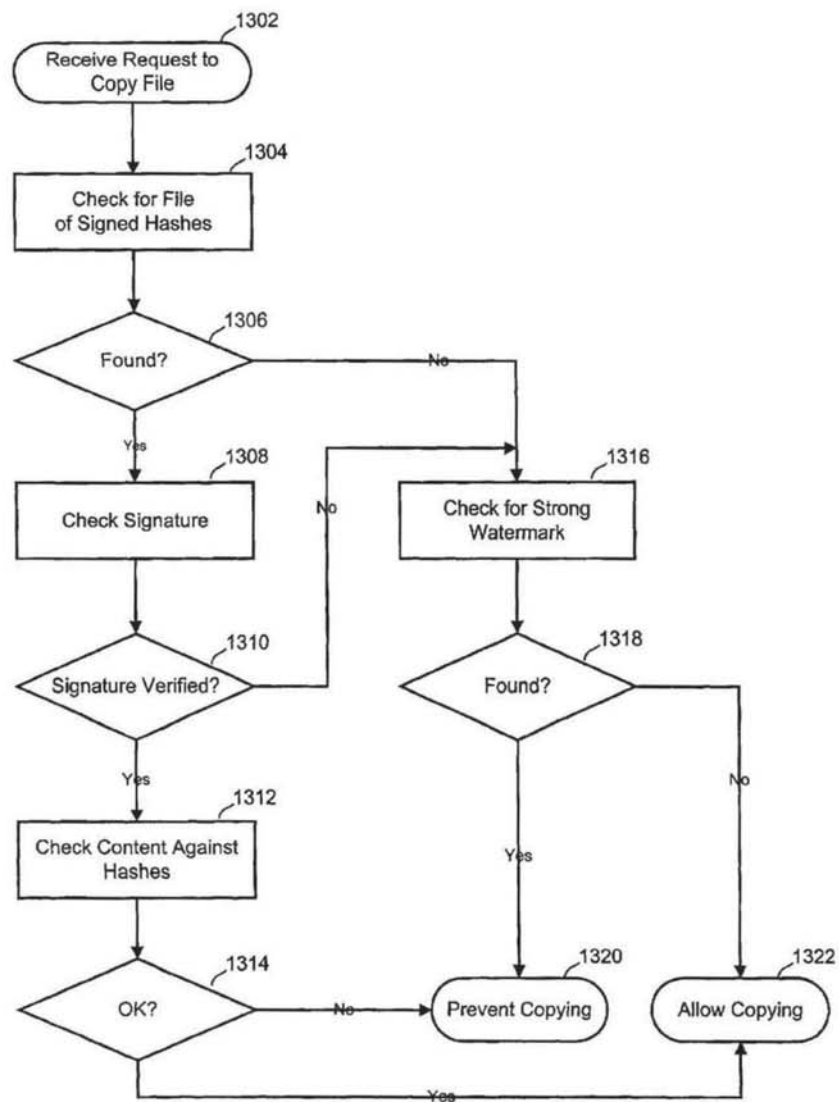 1302
Receive Request to
Copy File
1304
Check for File
of Signed Hashes
1306
Found?
No
Yes
1308
Check Signature
No
1316
Check for Strong
Watermark
1310
Signature Verified?
1318
Found?
Yes
No
1312
Check Content Against
Hashes
Yes
1314
OK?
No
1320
Prevent Copying
1322
Allow Copying
Yes